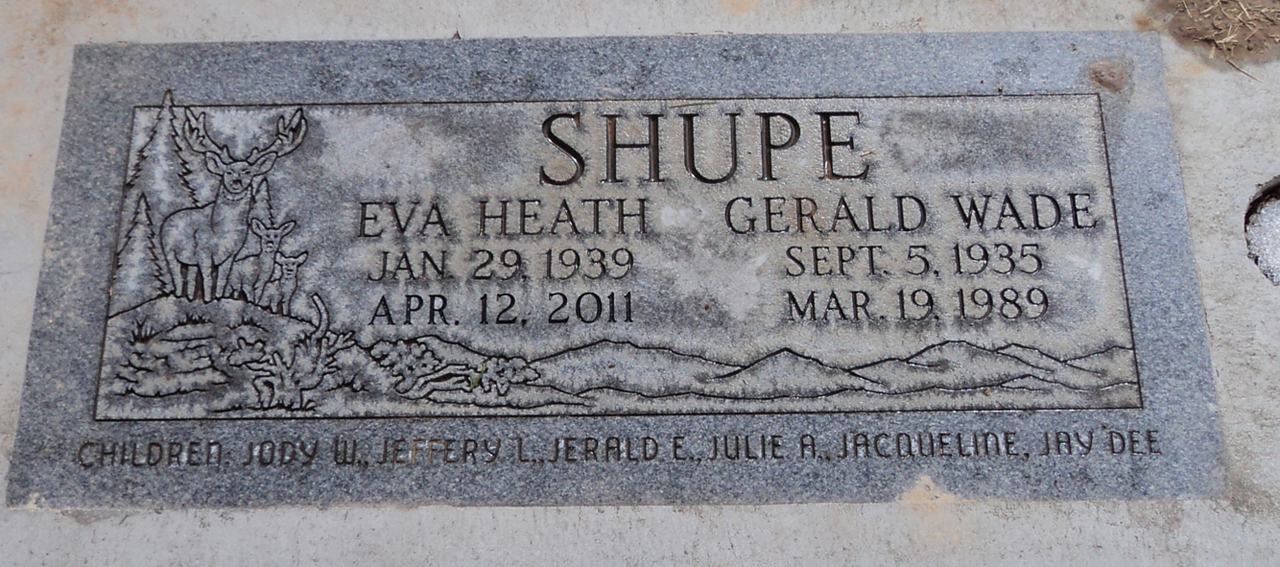 SHUPE
EVA HEATH
JAN. 29, 1939
APR. 12, 2011
GERALD WADE
SEPT. 5, 1935
MAR. 19, 1989
CHILDREN: JODY W., JEFFERY L., JERALD E., JULIE A., JACQUELINE, JAY DEE